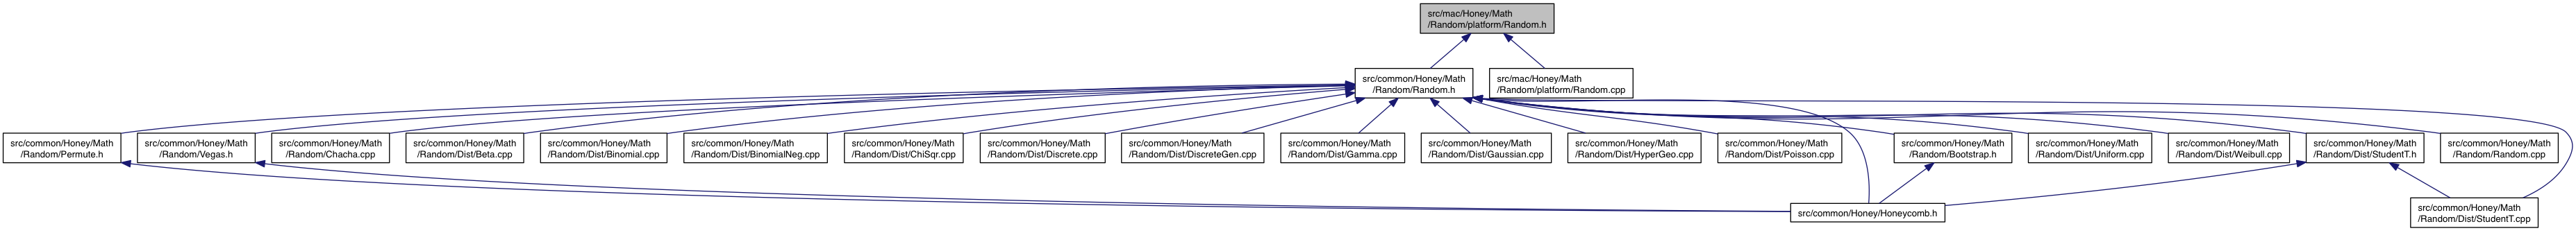 src/mac/Honey/Math
/Random/platform/Random.h
src/common/Honey/Math
/Random/Random.h
src/mac/Honey/Math
/Random/platform/Random.cpp
src/common/Honey/Math
/Random/Permute.h
src/common/Honey/Math
/Random/Vegas.h
src/common/Honey/Math
/Random/Chacha.cpp
src/common/Honey/Math
/Random/Dist/Beta.cpp
src/common/Honey/Math
/Random/Dist/Binomial.cpp
src/common/Honey/Math
/Random/Dist/BinomialNeg.cpp
src/common/Honey/Math
/Random/Dist/ChiSqr.cpp
src/common/Honey/Math
/Random/Dist/Discrete.cpp
src/common/Honey/Math
/Random/Dist/DiscreteGen.cpp
src/common/Honey/Math
/Random/Dist/Gamma.cpp
src/common/Honey/Math
/Random/Dist/Gaussian.cpp
src/common/Honey/Math
/Random/Dist/HyperGeo.cpp
src/common/Honey/Math
/Random/Dist/Poisson.cpp
src/common/Honey/Math
/Random/Bootstrap.h
src/common/Honey/Math
/Random/Dist/Uniform.cpp
src/common/Honey/Math
/Random/Dist/Weibull.cpp
src/common/Honey/Math
/Random/Dist/StudentT.h
src/common/Honey/Math
/Random/Random.cpp
src/common/Honey/Honeycomb.h
src/common/Honey/Math
/Random/Dist/StudentT.cpp